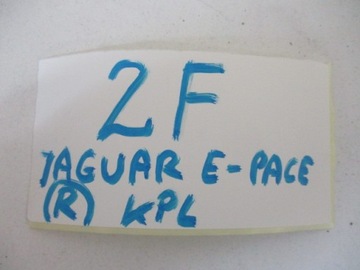 2F
JAGUAR E-PACE
(R) KPL